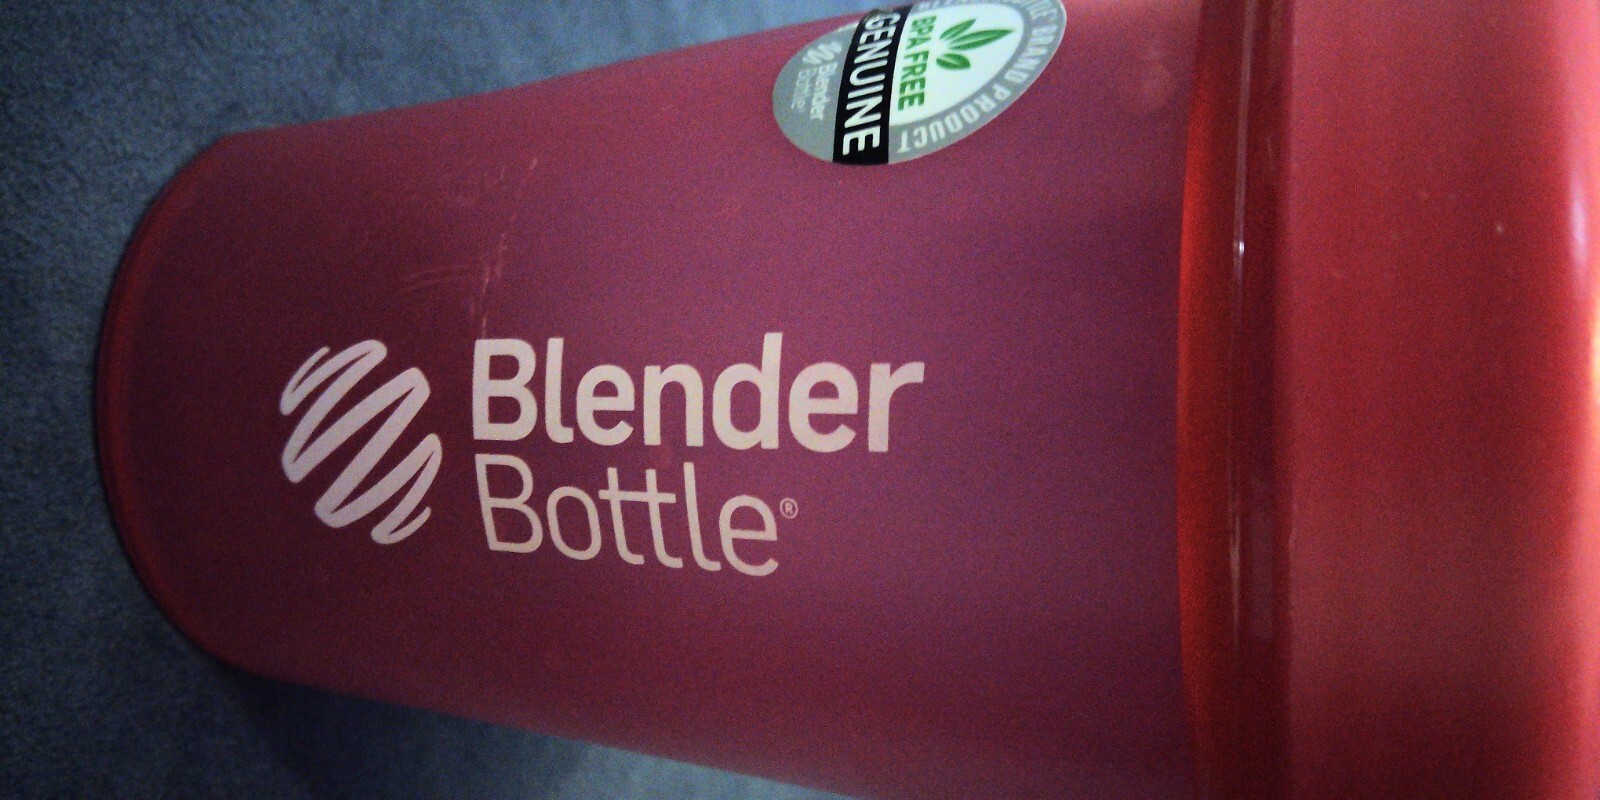 Blender
Bottle®
BPA FREE
GENUINE
Blender
Bottle
BRAND PRODUCT